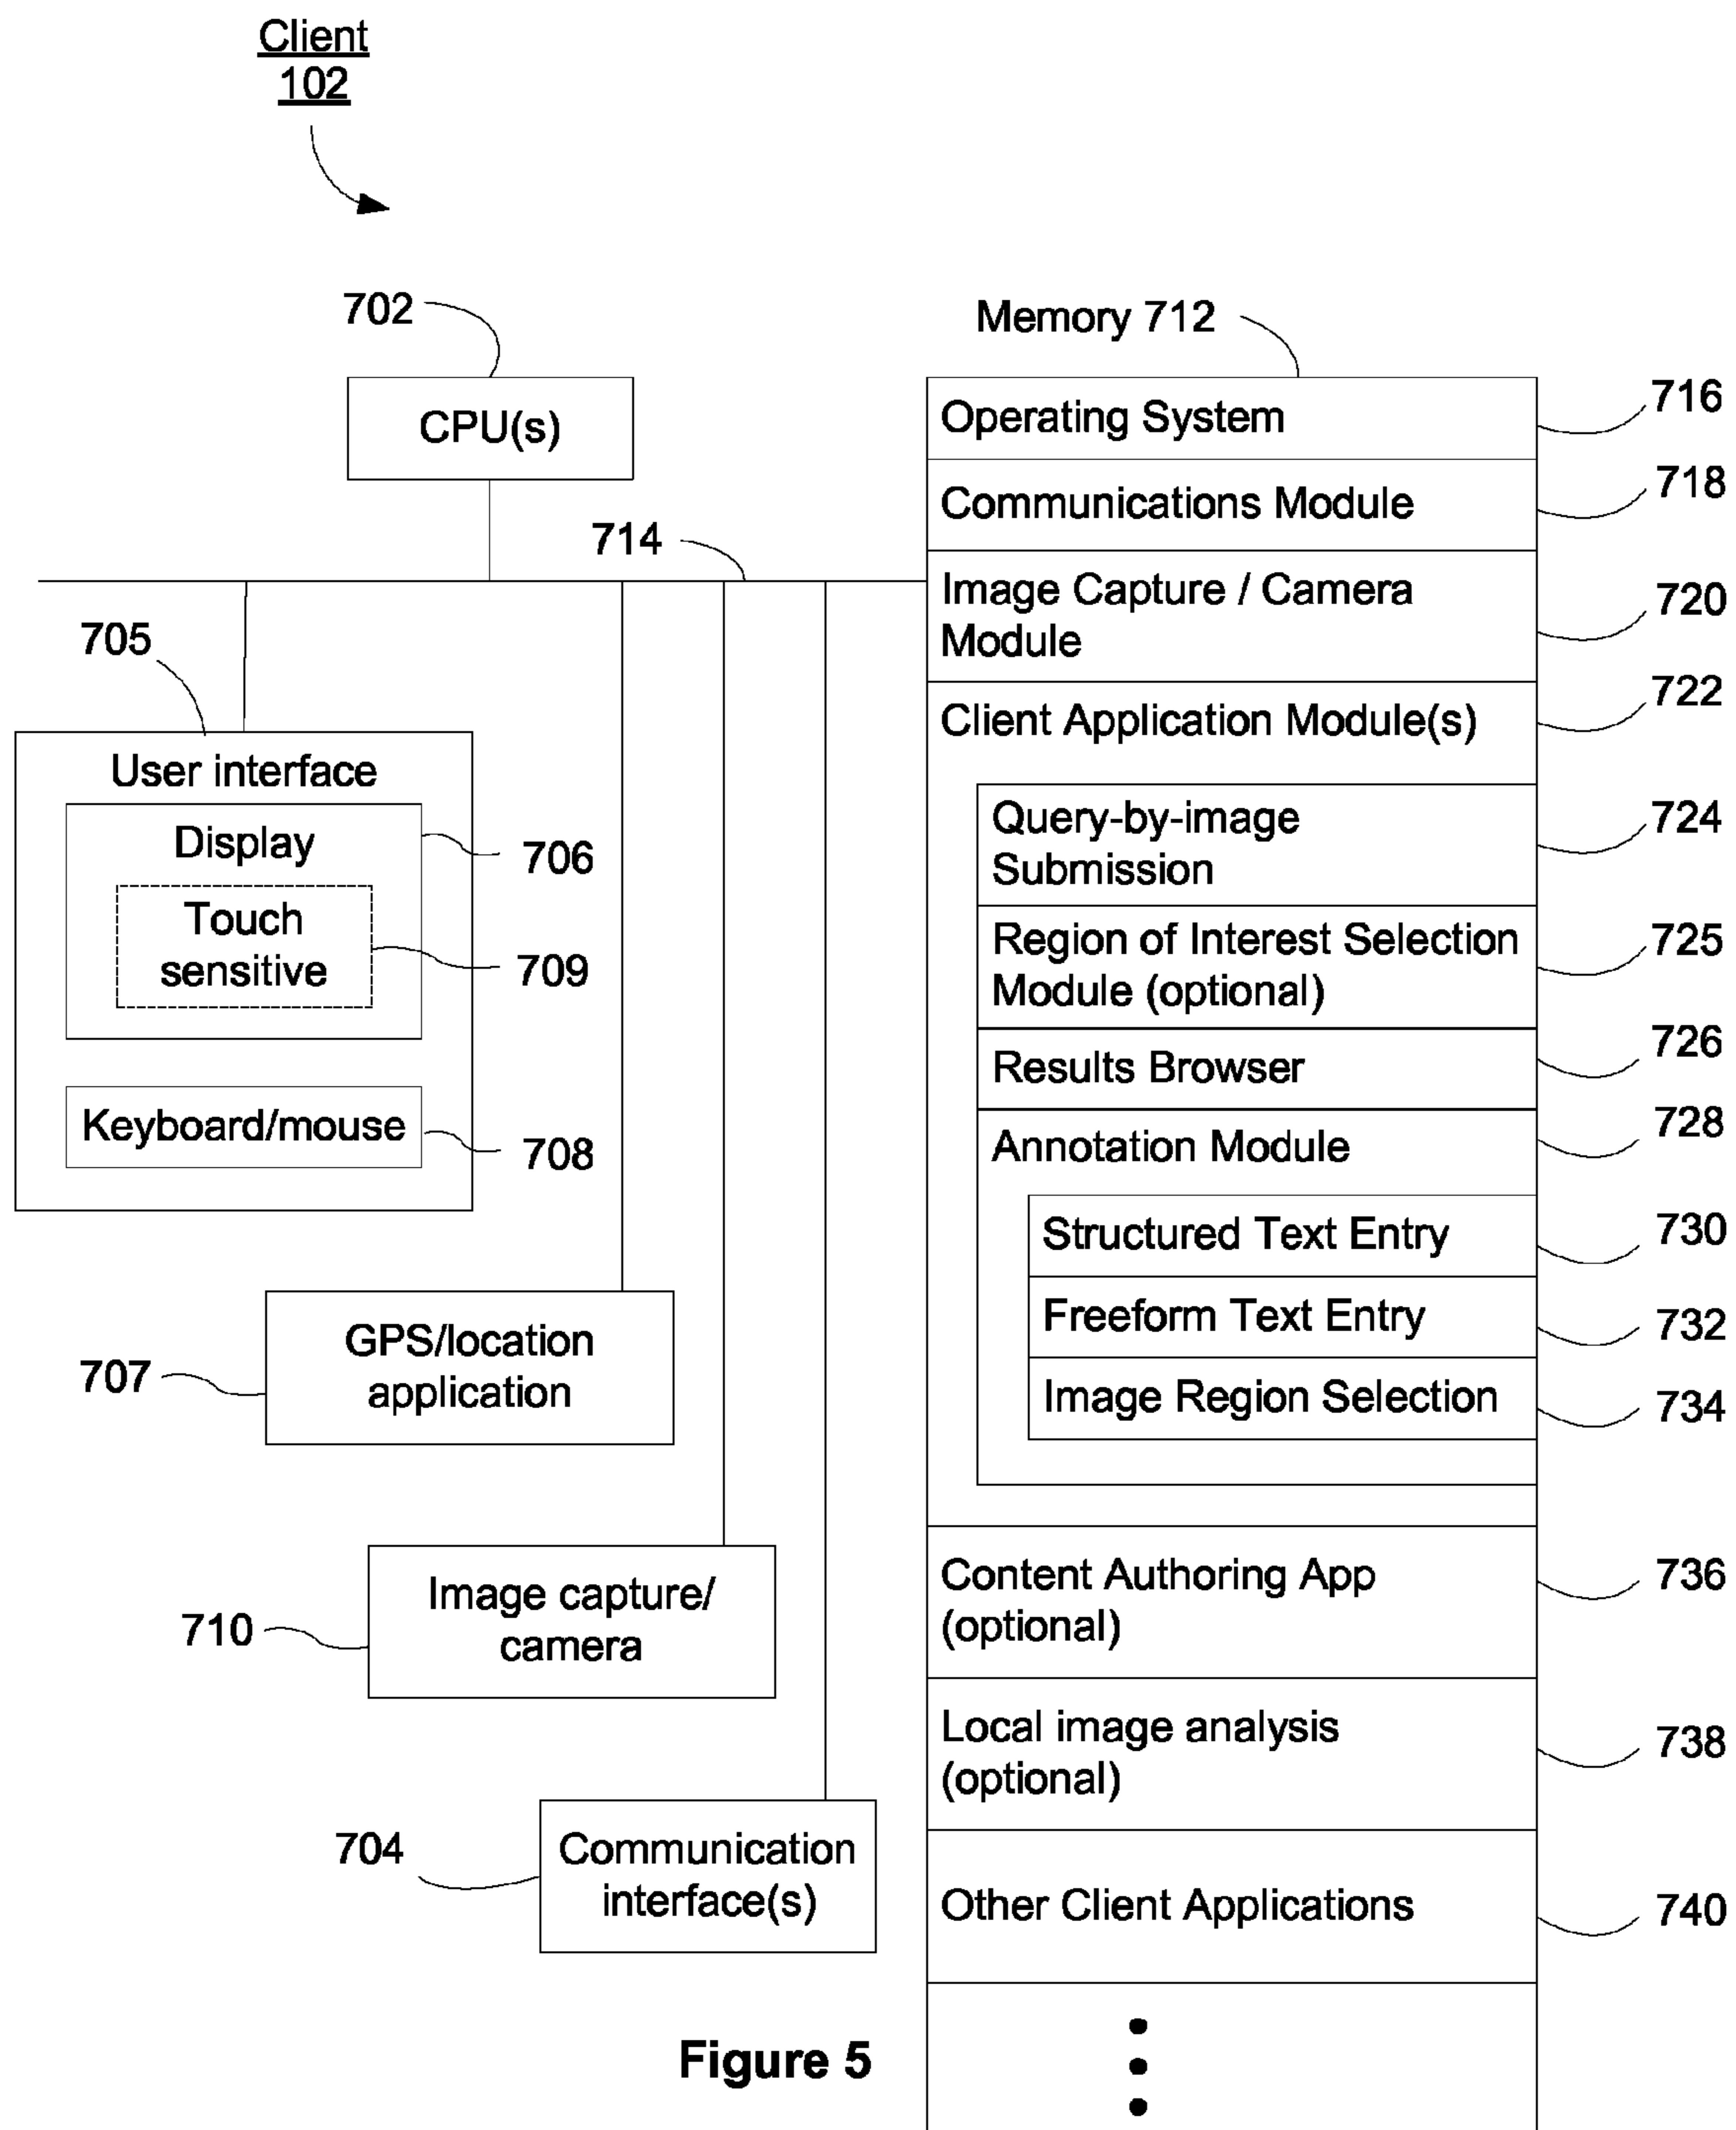 Client
102
702
CPU(s)
714
705
User interface
Display
706
Touch
sensitive
709
Keyboard/mouse
708
GPS/location
application
707
Image capture/
camera
710
Communication
interface(s)
704
Memory 712
Operating System
716
Communications Module
718
Image Capture / Camera
Module
720
Client Application Module(s)
722
Query-by-image
Submission
724
Region of Interest Selection
Module (optional)
725
Results Browser
726
Annotation Module
728
Structured Text Entry
730
Freeform Text Entry
732
Image Region Selection
734
Content Authoring App
(optional)
736
Local image analysis
(optional)
738
Other Client Applications
740
Figure 5